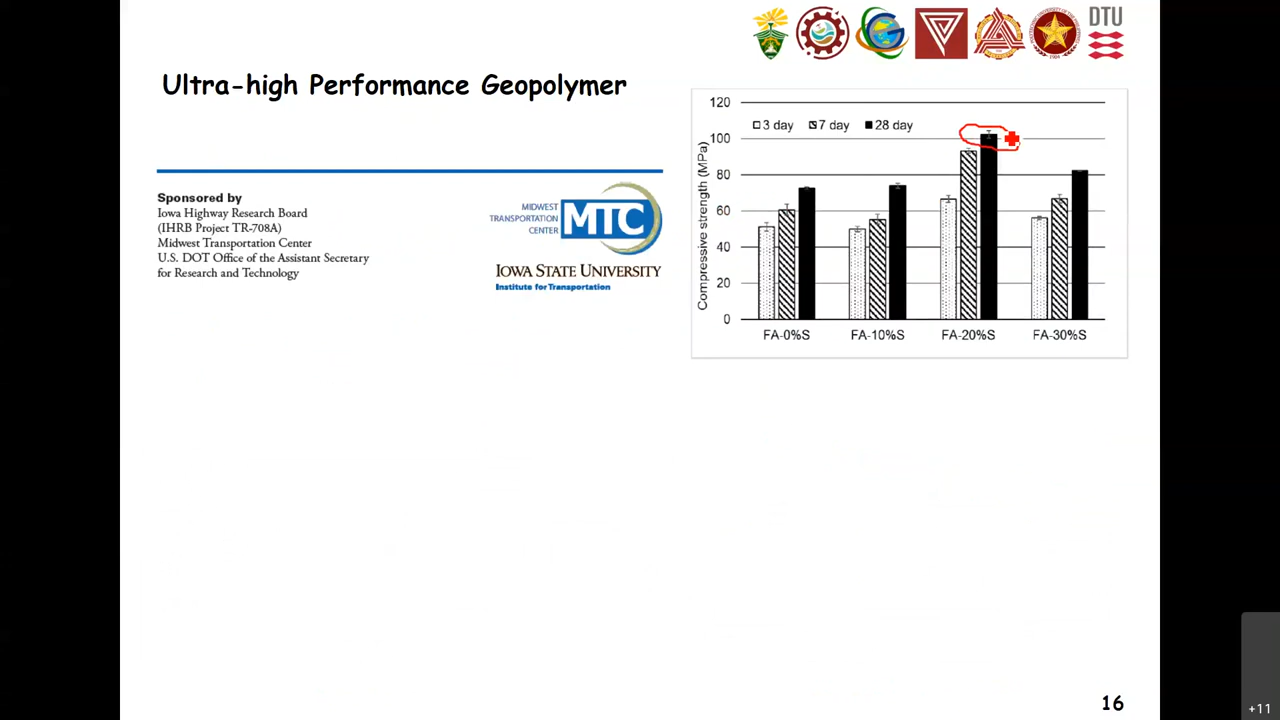 DTU
Ultra-high Performance Geopolymer
Sponsored by
Iowa Highway Research Board
(IHRB Project TR-708A)
Midwest Transportation Center
U.S. DOT Office of the Assistant Secretary
for Research and Technology
MIDWEST
TRANSPORTATION
CENTER
MTC
IOWA STATE UNIVERSITY
Institute for Transportation
3 day 7 day 28 day
Compressive strength (MPa)
120
100
80
60
40
20
0
FA-0%S FA-10%S FA-20%S FA-30%S
16
+11